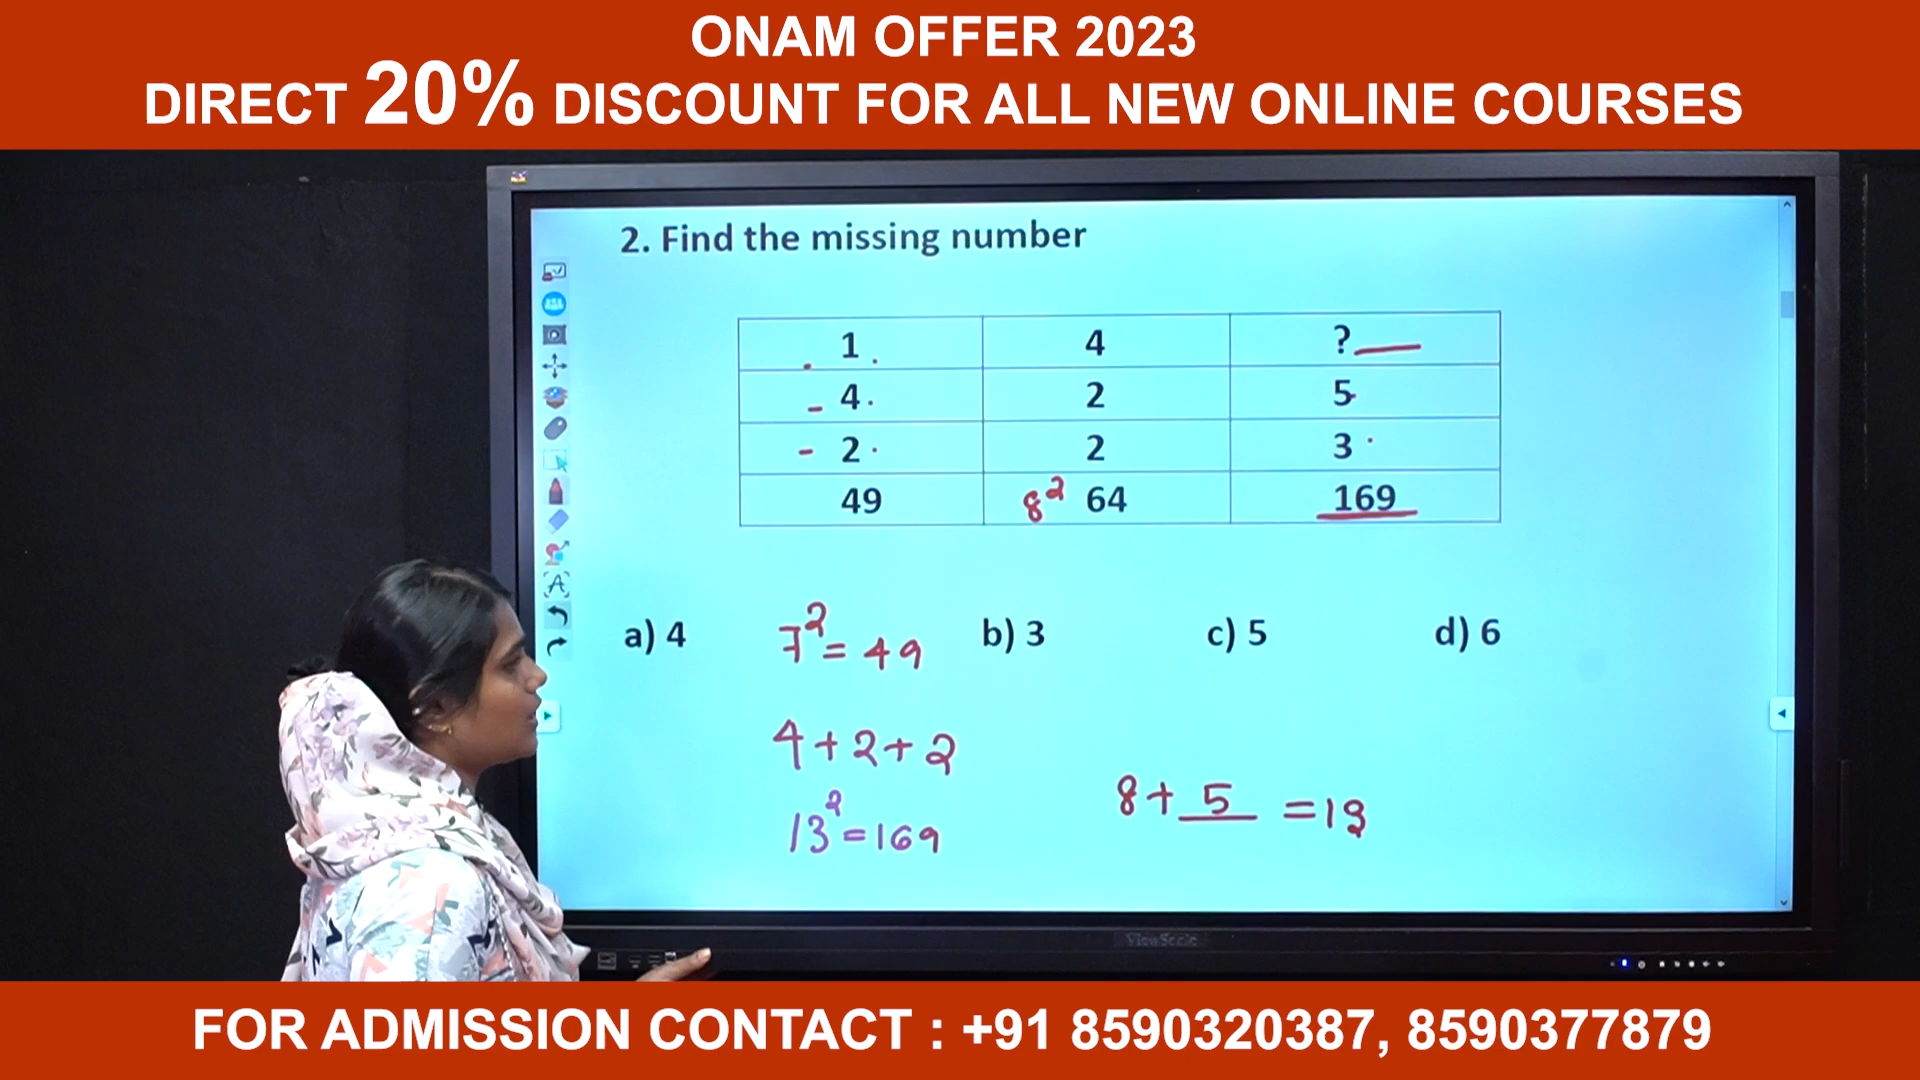 ONAM OFFER 2023
DIRECT 20% DISCOUNT FOR ALL NEW ONLINE COURSES
2. Find the missing number
1 4 ?
4 2 5
2 2 3
49 8² 64 169
a) 4 b) 3 c) 5 d) 6
7² = 49
4+2+2
8+ 5 =13
13² = 169
ViewSonic
FOR ADMISSION CONTACT : +91 8590320387, 8590377879